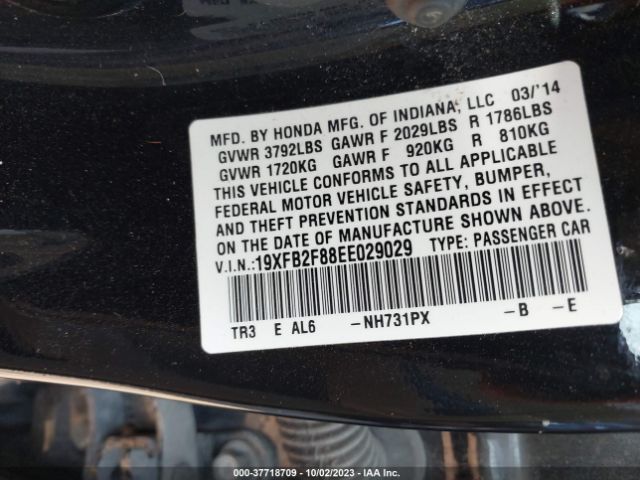 MFD. BY HONDA MFG. OF INDIANA, LLC 03/'14
GVWR 3792LBS GAWR F 2029LBS R 1786LBS
GVWR 1720KG GAWR F 920KG R 810KG
THIS VEHICLE CONFORMS TO ALL APPLICABLE
FEDERAL MOTOR VEHICLE SAFETY, BUMPER,
AND THEFT PREVENTION STANDARDS IN EFFECT
ON THE DATE OF MANUFACTURE SHOWN ABOVE.
V.I.N.:19XFB2F88EE029029 TYPE: PASSENGER CAR
TR3 E AL6 -NH731PX -B -E
000-37718709 - 10/02/2023 - IAA Inc.